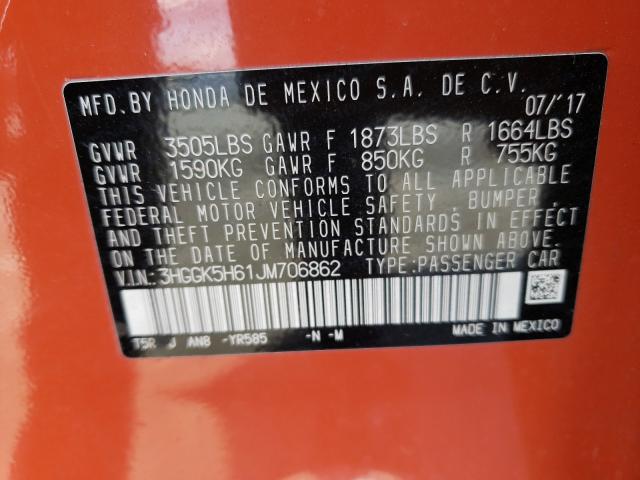 MFD. BY HONDA DE MEXICO S.A. DE C.V.
07/'17
GVWR 3505LBS GAWR F 1873LBS R 1664LBS
GVWR 1590KG GAWR F 850KG R 755KG
THIS VEHICLE CONFORMS TO ALL APPLICABLE
FEDERAL MOTOR VEHICLE SAFETY, BUMPER,
AND THEFT PREVENTION STANDARDS IN EFFECT
ON THE DATE OF MANUFACTURE SHOWN ABOVE.
V.I.N.: 3HGGK5H61JM706862 TYPE:PASSENGER CAR
T5R J AN8 -YR585 -N -M
MADE IN MEXICO